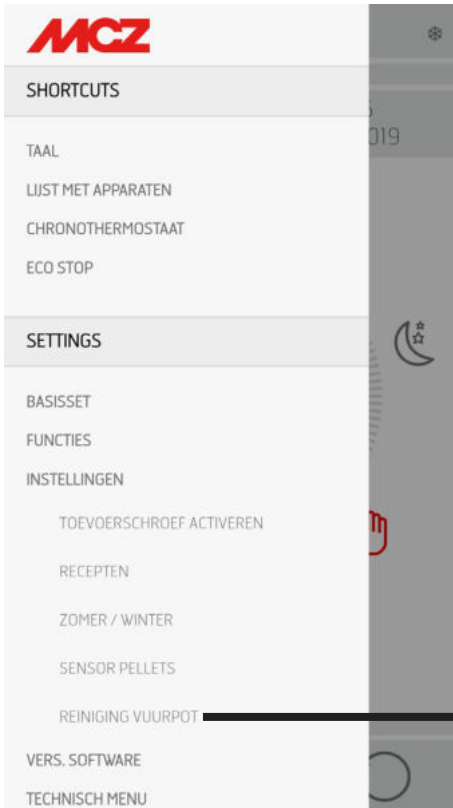 MCZ
SHORTCUTS
TAAL
LIJST MET APPARATEN
CHRONOTHERMOSTAAT
ECO STOP
SETTINGS
BASISSET
FUNCTIES
INSTELLINGEN
TOEVOERSCHROEF ACTIVEREN
RECEPTEN
ZOMER / WINTER
SENSOR PELLETS
REINIGING VUURPOT
VERS. SOFTWARE
TECHNISCH MENU
019